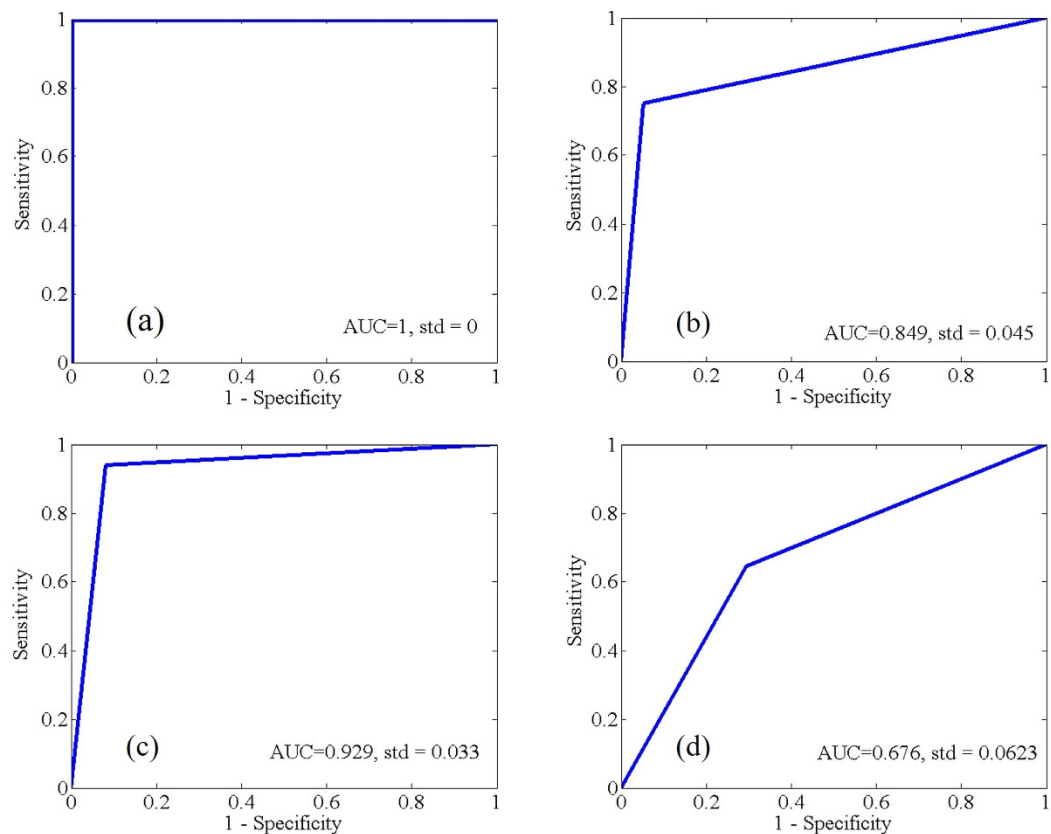 1
0.8
0.6
0.4
0.2
0
Sensitivity
(a)
AUC=1, std = 0
0 0.2 0.4 0.6 0.8 1
1 - Specificity
1
0.8
0.6
0.4
0.2
0
Sensitivity
(b)
AUC=0.849, std = 0.045
0 0.2 0.4 0.6 0.8 1
1 - Specificity
1
0.8
0.6
0.4
0.2
0
Sensitivity
(c)
AUC=0.929, std = 0.033
0 0.2 0.4 0.6 0.8 1
1 - Specificity
1
0.8
0.6
0.4
0.2
0
Sensitivity
(d)
AUC=0.676, std = 0.0623
0 0.2 0.4 0.6 0.8 1
1 - Specificity